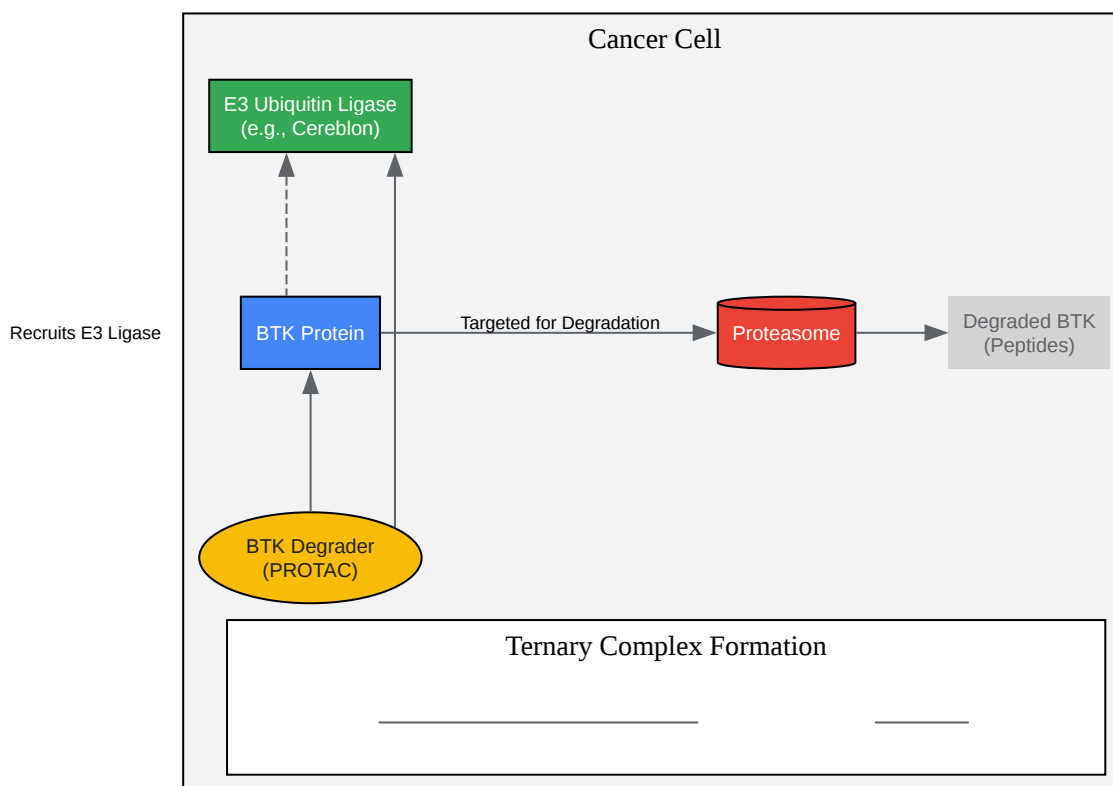 Cancer Cell
E3 Ubiquitin Ligase
(e.g., Cereblon)
Recruits E3 Ligase
BTK Protein
Targeted for Degradation
Proteasome
Degraded BTK
(Peptides)
BTK Degrader
(PROTAC)
Ternary Complex Formation